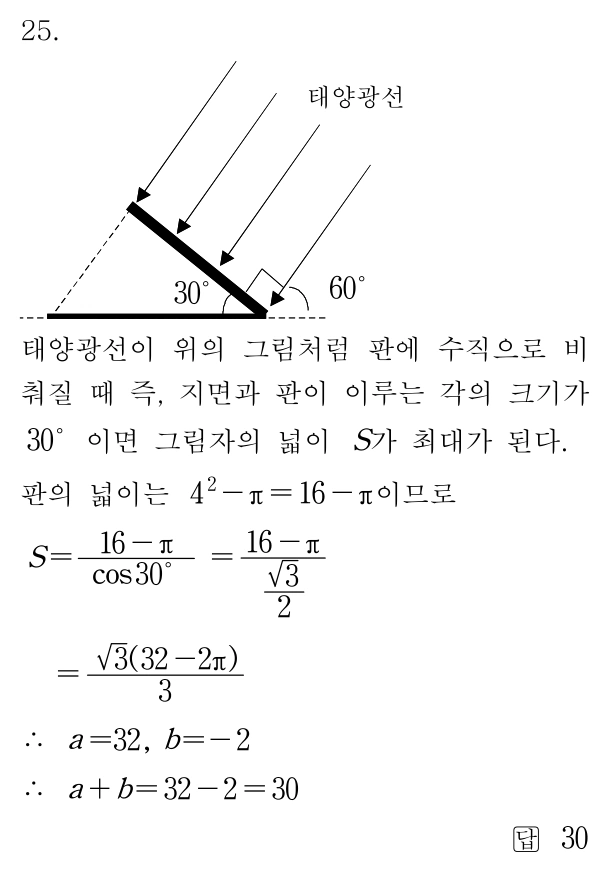 25.
태양광선
30° 60°
태양광선이 위의 그림처럼 판에 수직으로 비
춰질 때 즉, 지면과 판이 이루는 각의 크기가
30° 이면 그림자의 넓이 S가 최대가 된다.
판의 넓이는 4²-π=16-π이므로
S=\frac{16-π}{cos30°}=\frac{16-π}{\frac{√3}{2}}
=\frac{√3(32-2π)}{3}
∴ a=32, b=-2
∴ a+b=32-2=30
답 30